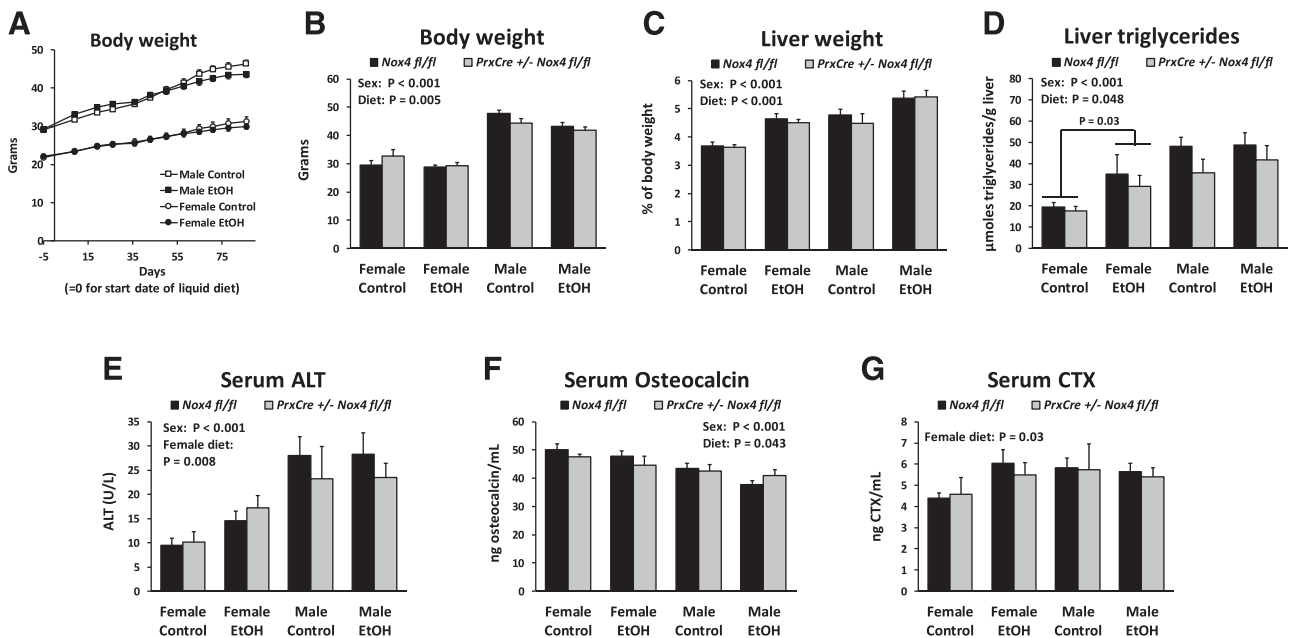 A
Body weight
Grams
50
40
30
20
10
0
-5
15
35
55
75
Male Control
Male EtOH
Female Control
Female EtOH
Days
(=0 for start date of liquid diet)
B
Body weight
Nox4 fl/fl
PrxCre +/- Nox4 fl/fl
Sex: P < 0.001
Diet: P = 0.005
Grams
60
50
40
30
20
10
0
Female Control
Female EtOH
Male Control
Male EtOH
C
Liver weight
Nox4 fl/fl
PrxCre +/- Nox4 fl/fl
Sex: P < 0.001
Diet: P < 0.001
% of body weight
6
5
4
3
2
1
0
Female Control
Female EtOH
Male Control
Male EtOH
D
Liver triglycerides
Nox4 fl/fl
PrxCre +/- Nox4 fl/fl
Sex: P < 0.001
Diet: P = 0.048
P = 0.03
µmoles triglycerides/g liver
80
70
60
50
40
30
20
10
0
Female Control
Female EtOH
Male Control
Male EtOH
E
Serum ALT
Nox4 fl/fl
PrxCre +/- Nox4 fl/fl
Sex: P < 0.001
Female diet:
P = 0.008
ALT (U/L)
35
30
25
20
15
10
5
0
Female Control
Female EtOH
Male Control
Male EtOH
F
Serum Osteocalcin
Nox4 fl/fl
PrxCre +/- Nox4 fl/fl
Sex: P < 0.001
Diet: P = 0.043
ng osteocalcin/mL
60
50
40
30
20
10
0
Female Control
Female EtOH
Male Control
Male EtOH
G
Serum CTX
Nox4 fl/fl
PrxCre +/- Nox4 fl/fl
Female diet: P = 0.03
ng CTX/mL
8
7
6
5
4
3
2
1
0
Female Control
Female EtOH
Male Control
Male EtOH